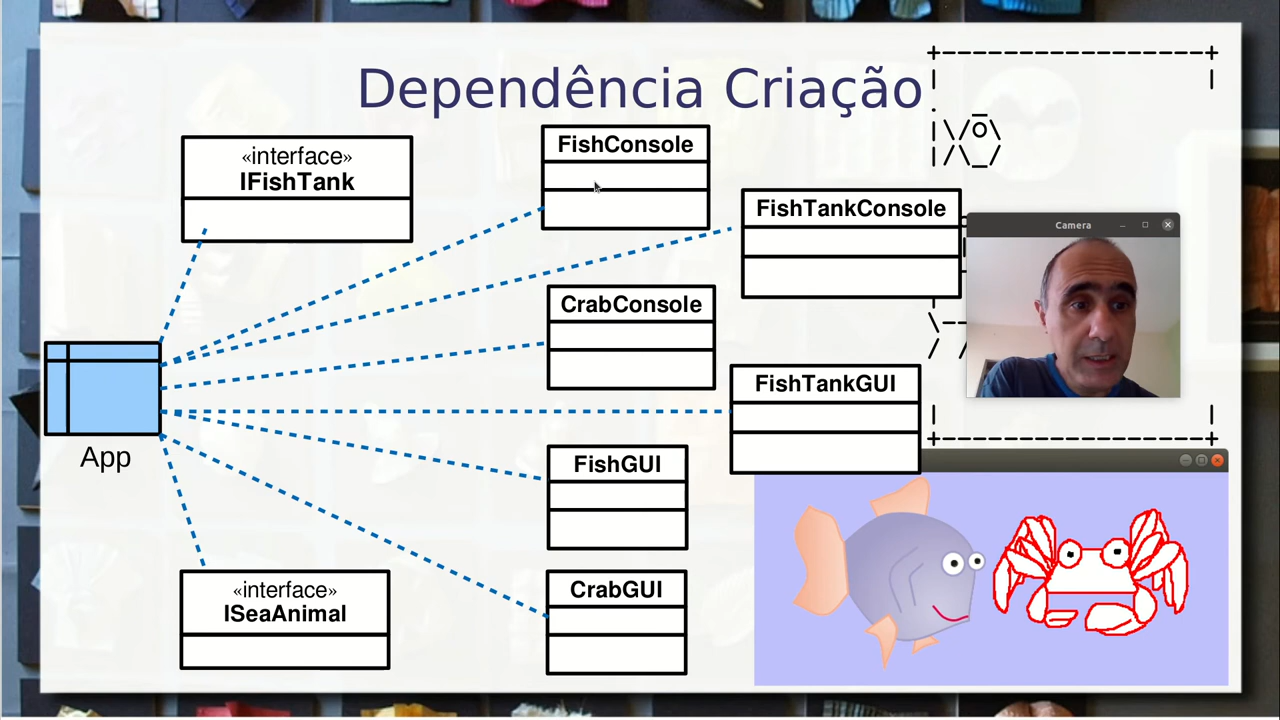 Dependência Criação
«interface»
IFishTank
FishConsole
FishTankConsole
Camera
CrabConsole
FishTankGUI
App
FishGUI
«interface»
ISeaAnimal
CrabGUI